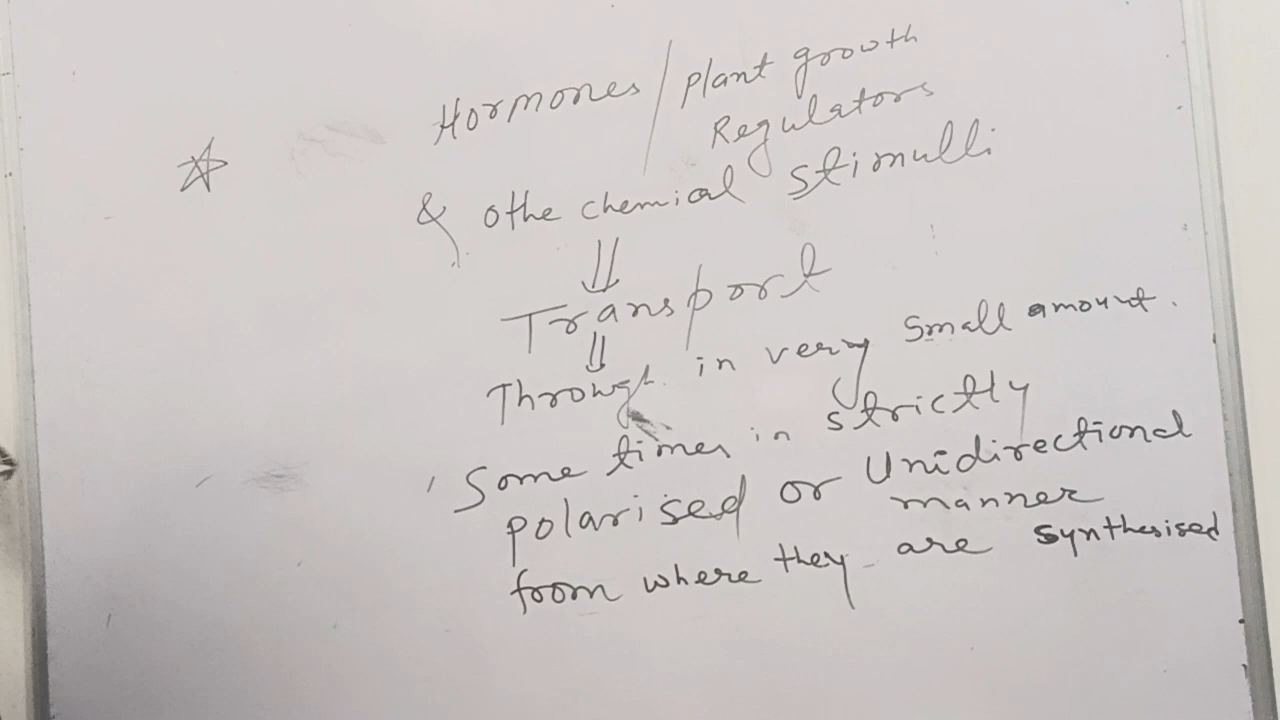 Hormones / plant growth
Regulators
& othe chemical stimulli
⇓
Transport
⇓
Through in very small amount.
Some times in strictly
polarised or Unidirectional
manner
from where they are synthesised